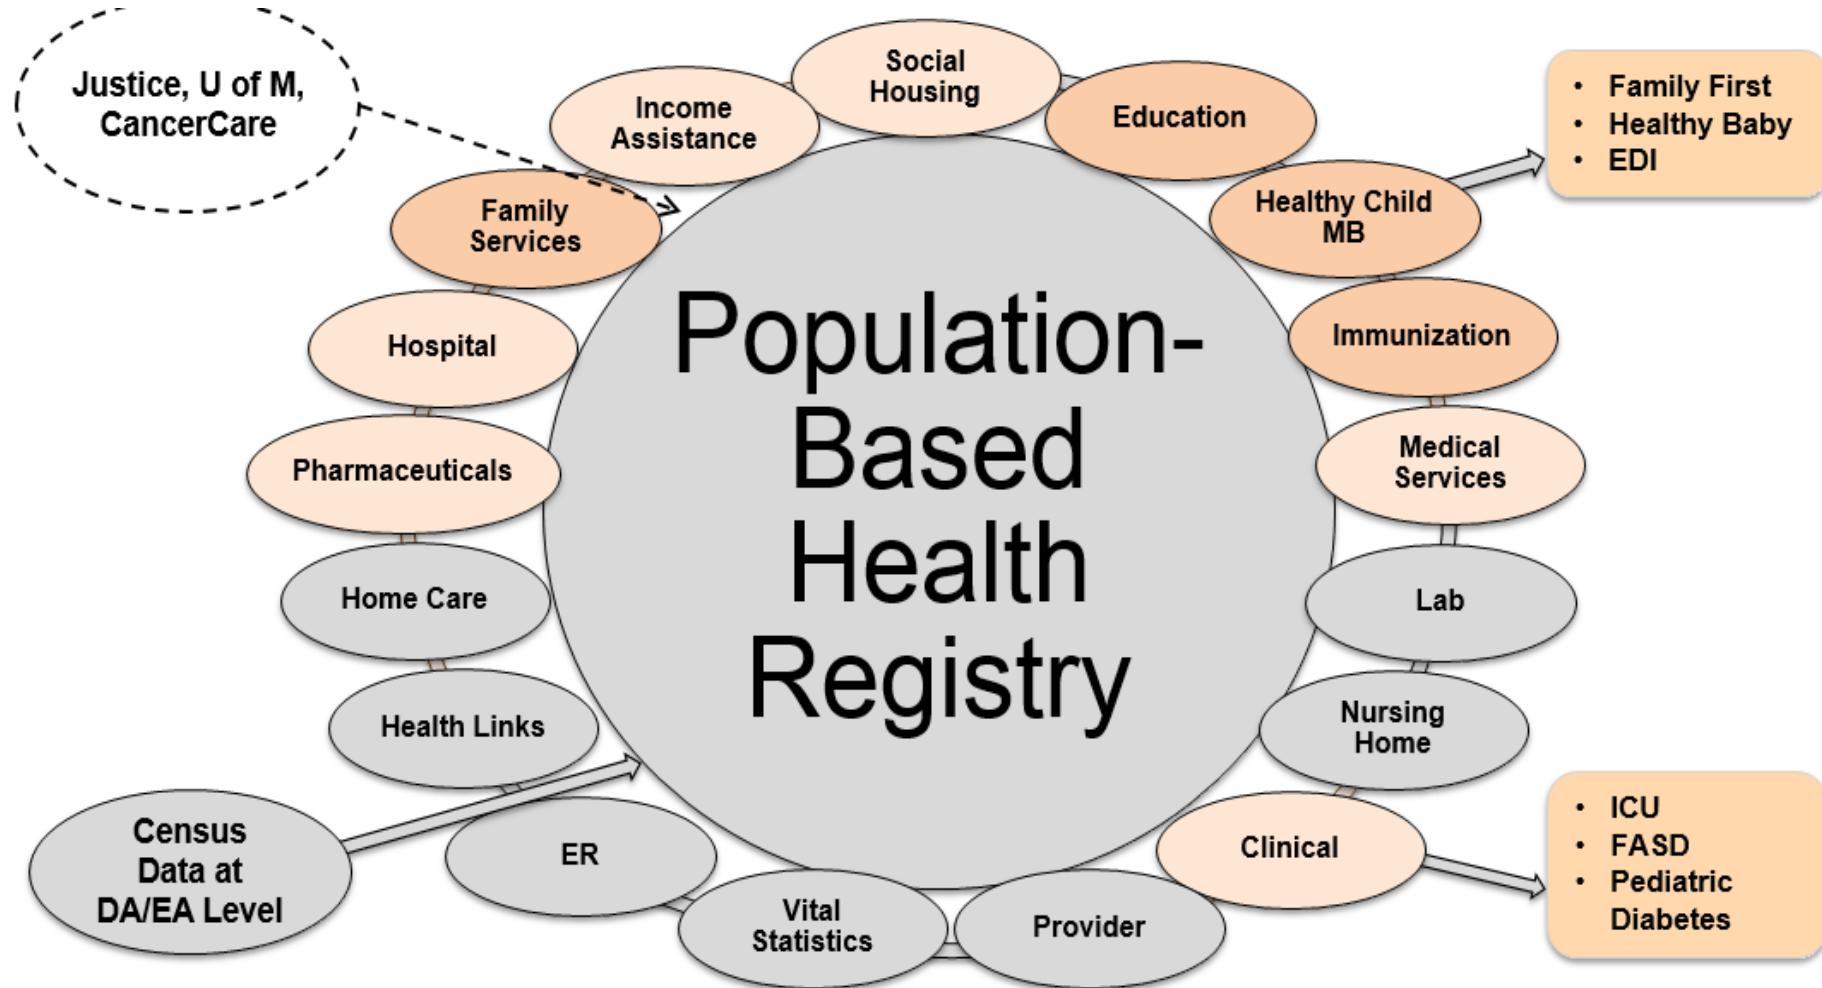 Justice, U of M,
CancerCare
Social
Housing
Income
Assistance
Education
Family
Services
Healthy Child
MB
• Family First
• Healthy Baby
• EDI
Hospital
Immunization
Pharmaceuticals
Medical
Services
Population-
Based
Health
Registry
Home Care
Lab
Health Links
Nursing
Home
Census
Data at
DA/EA Level
ER
Clinical
• ICU
• FASD
• Pediatric
Diabetes
Vital
Statistics
Provider